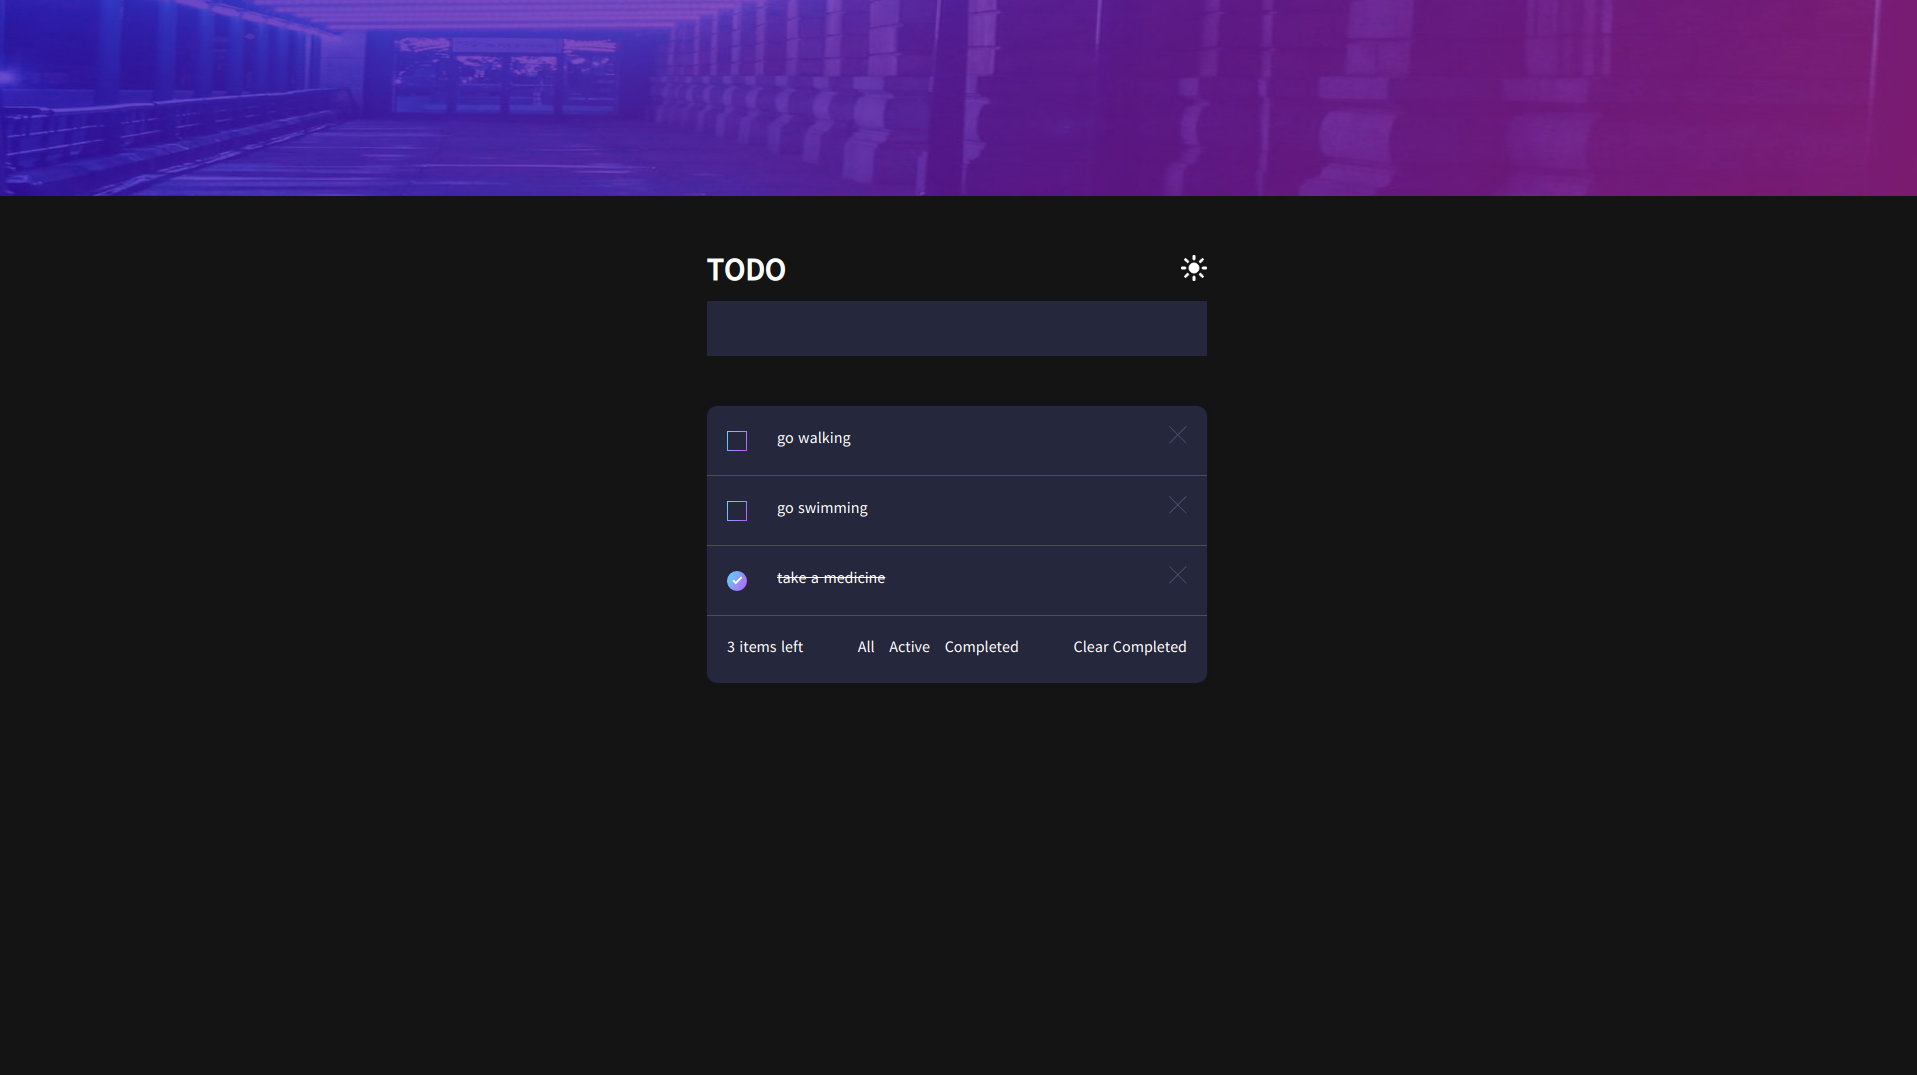 TODO
go walking
go swimming
take a medicine
3 items left All Active Completed Clear Completed